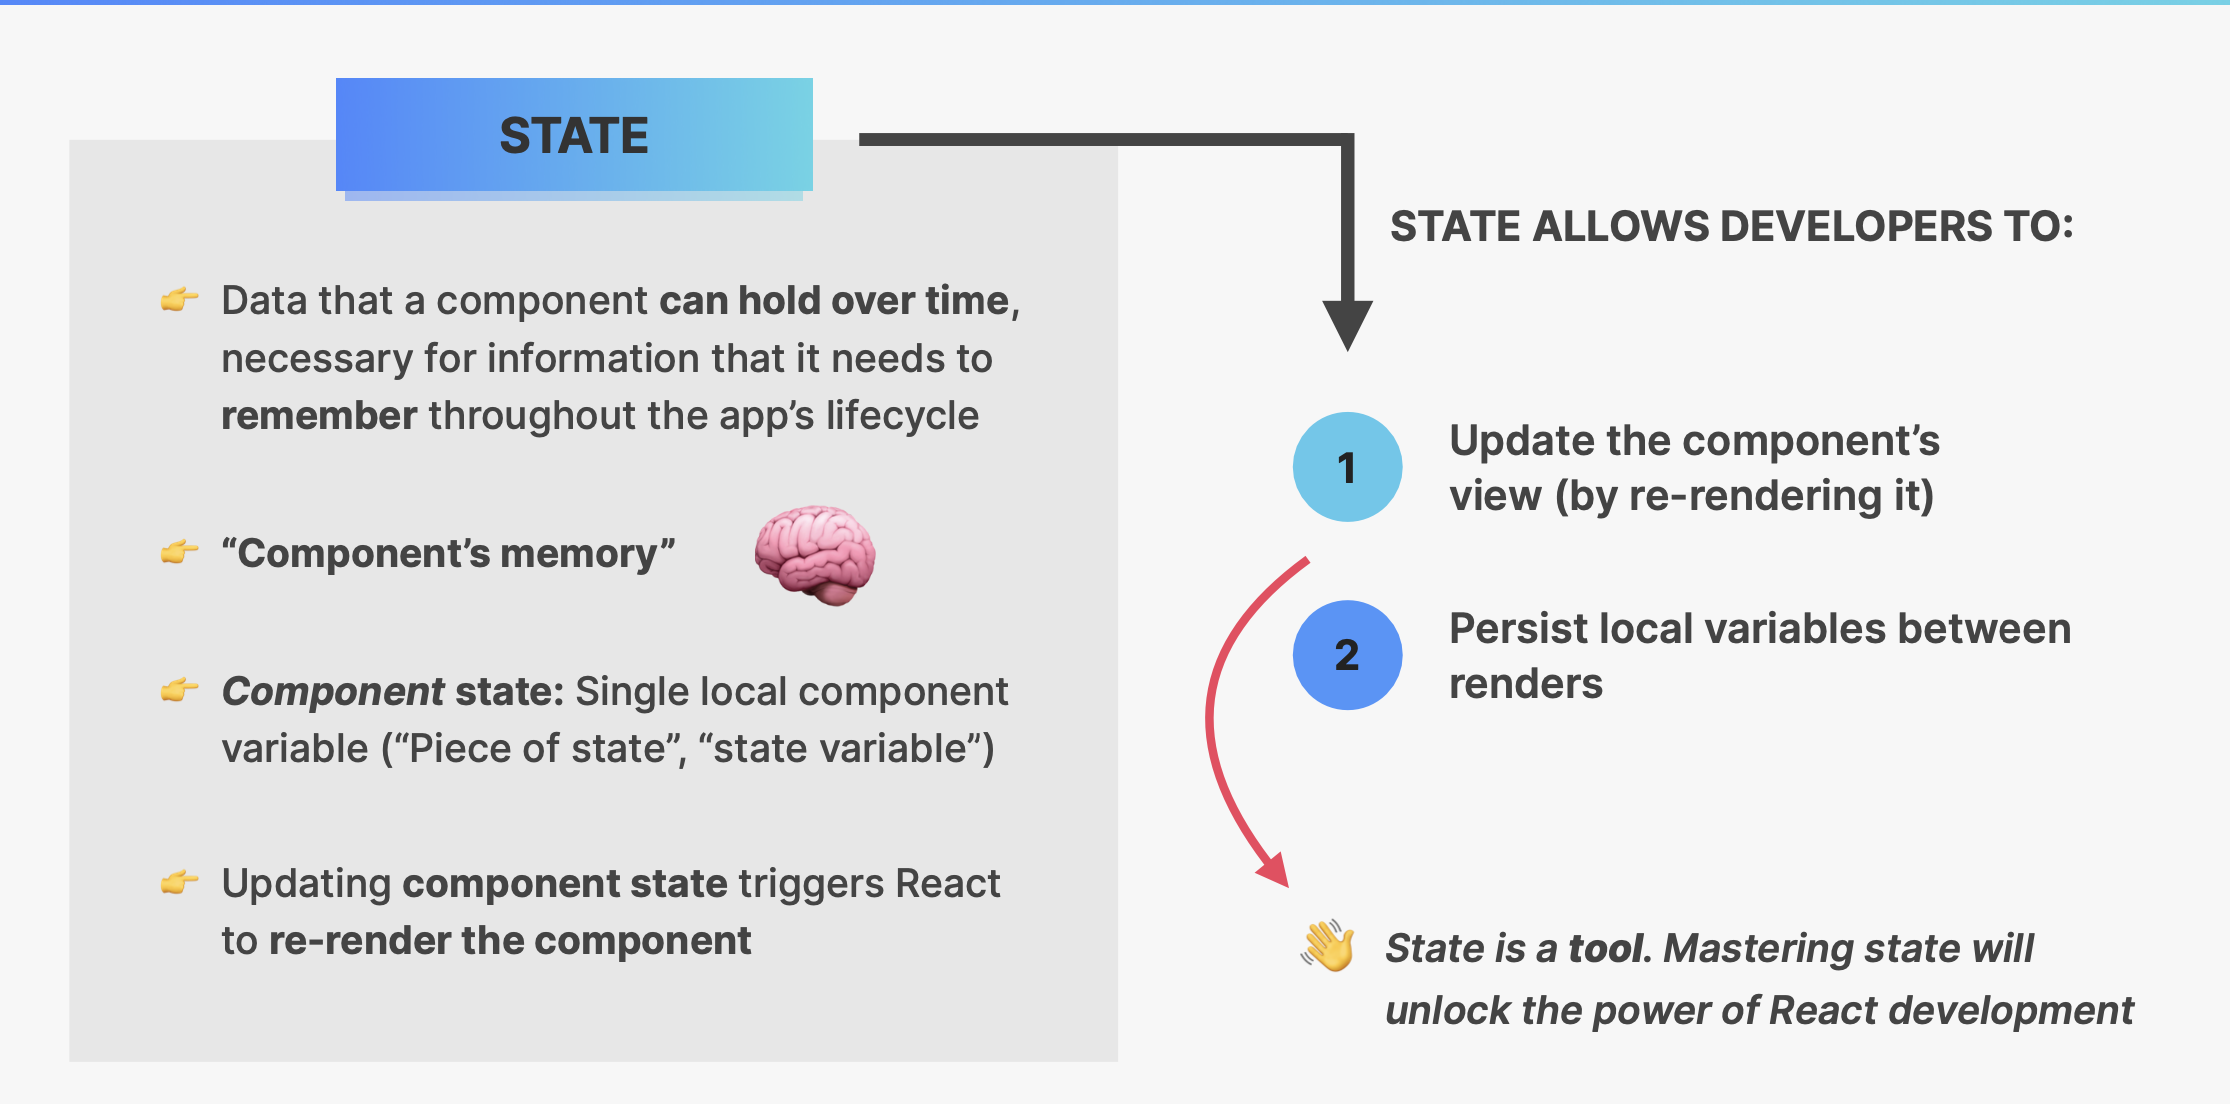 STATE
Data that a component can hold over time,
necessary for information that it needs to
remember throughout the app’s lifecycle
“Component’s memory”
Component state: Single local component
variable (“Piece of state”, “state variable”)
Updating component state triggers React
to re-render the component
STATE ALLOWS DEVELOPERS TO:
1
Update the component’s
view (by re-rendering it)
2
Persist local variables between
renders
State is a tool. Mastering state will
unlock the power of React development